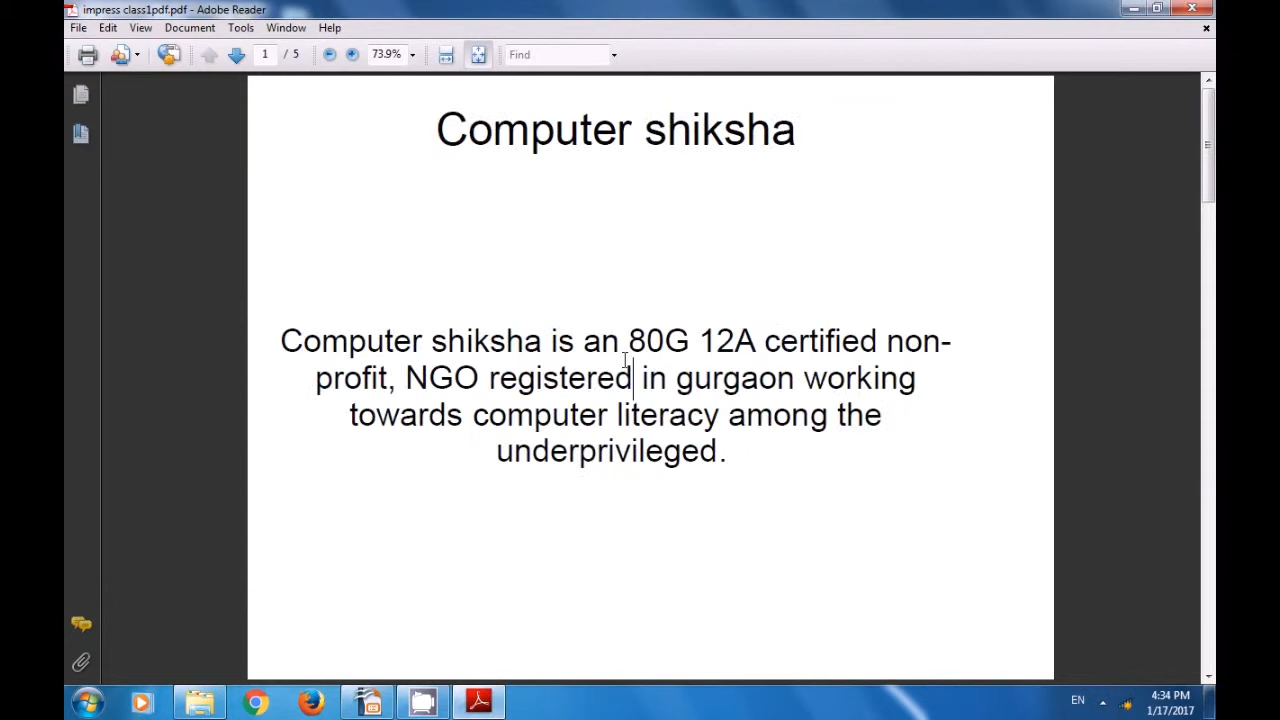 impress class1pdf.pdf - Adobe Reader
File Edit View Document Tools Window Help
1 / 5 73.9% Find
Computer shiksha
Computer shiksha is an 80G 12A certified non-
profit, NGO registered in gurgaon working
towards computer literacy among the
underprivileged.
EN
4:34 PM
1/17/2017